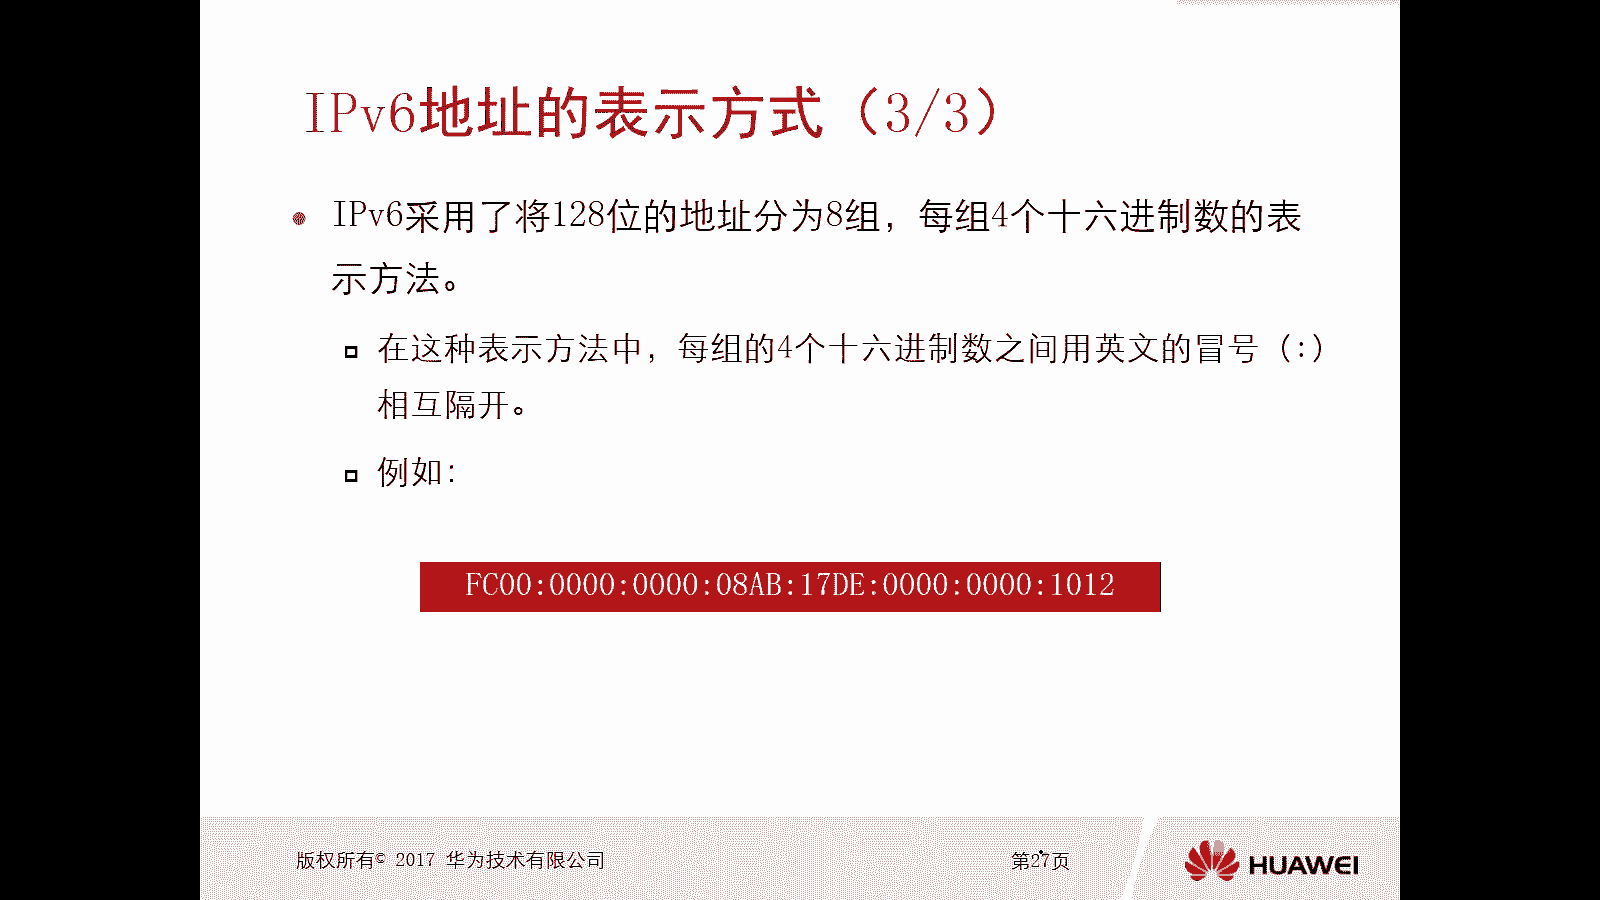 IPv6地址的表示方式（3/3）
IPv6采用了将128位的地址分为8组，每组4个十六进制数的表
示方法。
在这种表示方法中，每组的4个十六进制数之间用英文的冒号（:）
相互隔开。
例如：
FC00:0000:0000:08AB:17DE:0000:0000:1012
版权所有© 2017 华为技术有限公司
第27页
HUAWEI